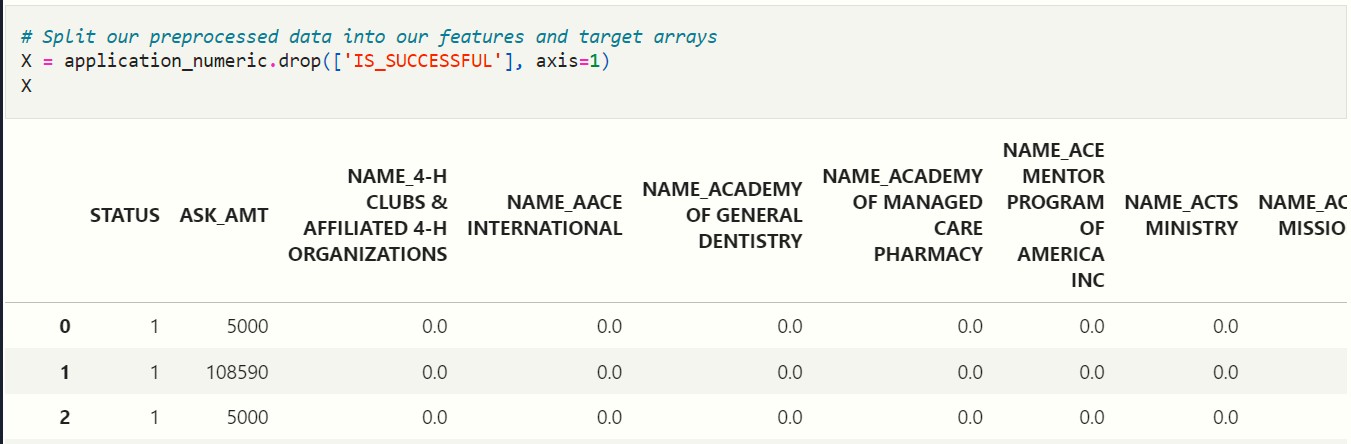 # Split our preprocessed data into our features and target arrays
X = application_numeric.drop(['IS_SUCCESSFUL'], axis=1)
X
STATUS ASK_AMT NAME_4-H CLUBS & AFFILIATED 4-H ORGANIZATIONS NAME_AACE INTERNATIONAL NAME_ACADEMY OF GENERAL DENTISTRY NAME_ACADEMY OF MANAGED CARE PHARMACY NAME_ACE MENTOR PROGRAM OF AMERICA INC NAME_ACTS MINISTRY NAME_AC MISSIO
0 1 5000 0.0 0.0 0.0 0.0 0.0 0.0
1 1 108590 0.0 0.0 0.0 0.0 0.0 0.0
2 1 5000 0.0 0.0 0.0 0.0 0.0 0.0